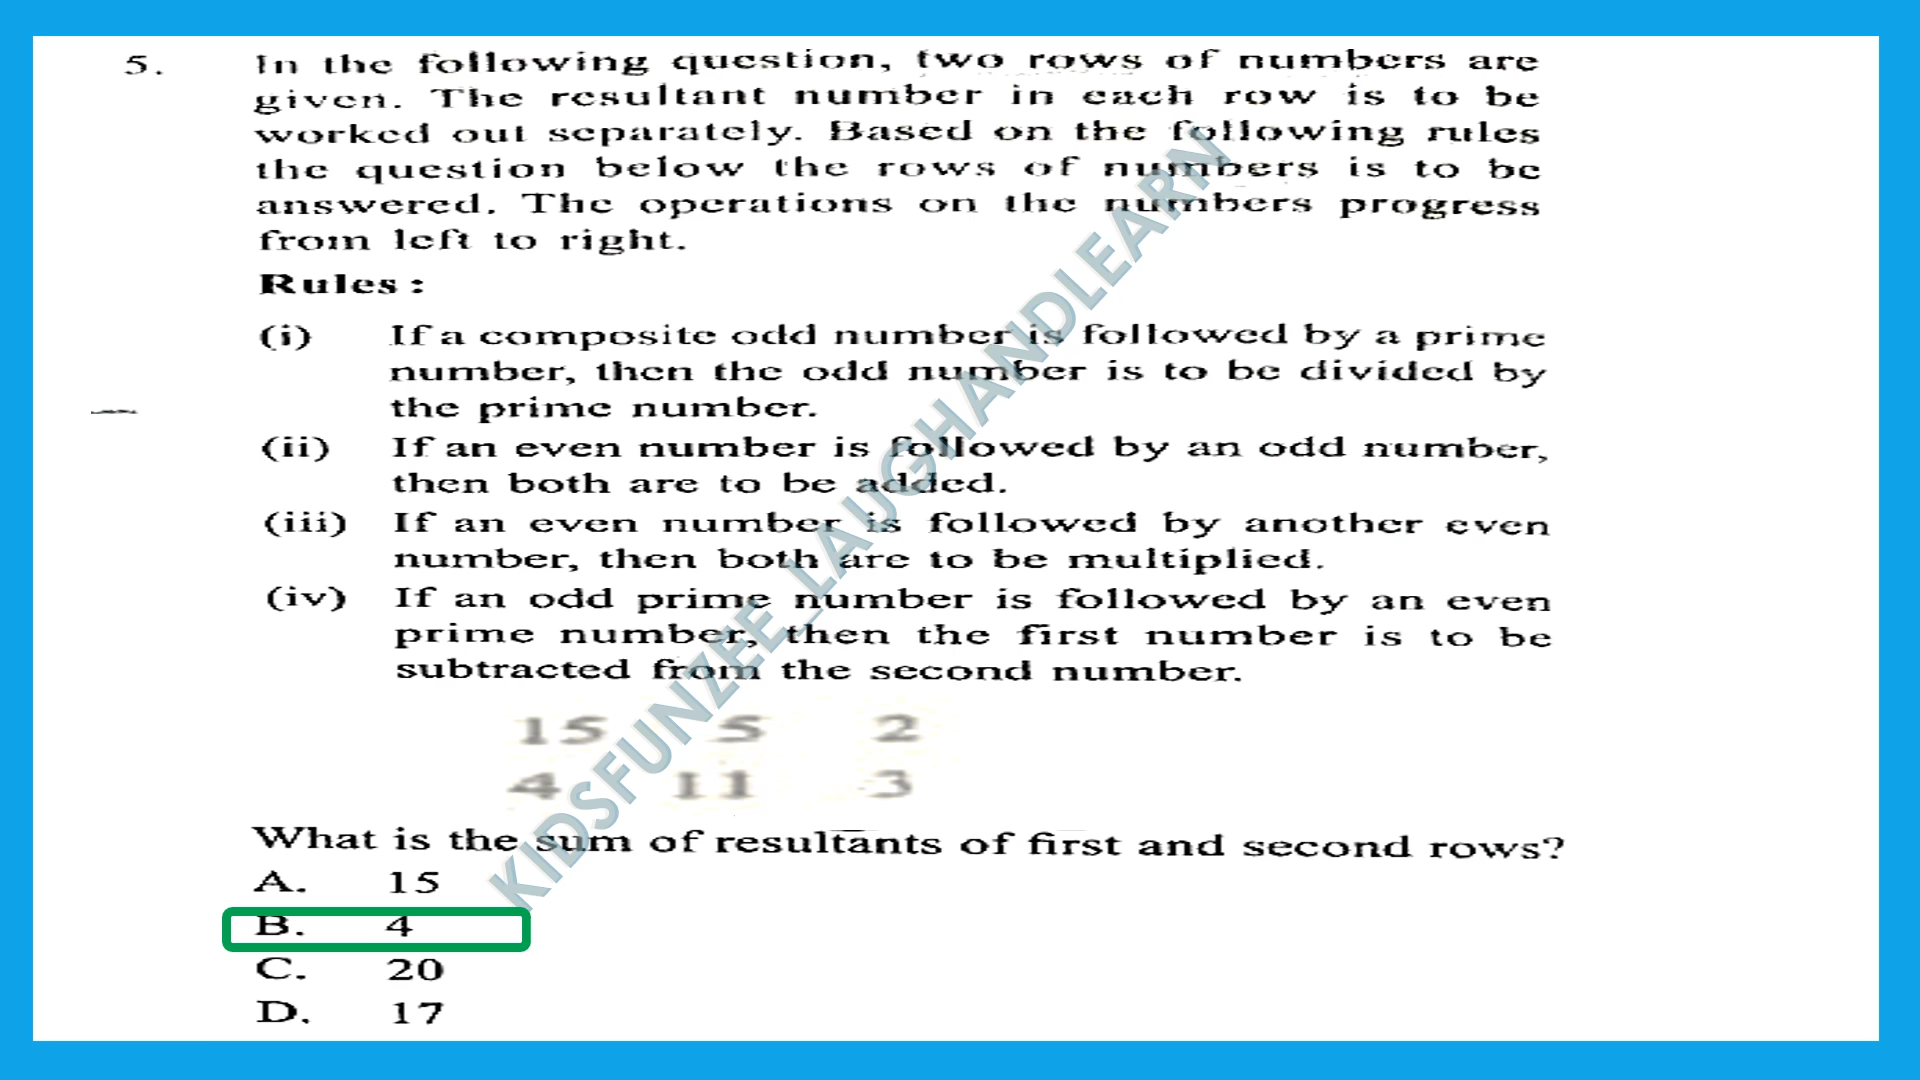 5. In the following question, two rows of numbers are
given. The resultant number in each row is to be
worked out separately. Based on the following rules
the question below the rows of numbers is to be
answered. The operations on the numbers progress
from left to right.
Rules :
(i) If a composite odd number is followed by a prime
number, then the odd number is to be divided by
the prime number.
(ii) If an even number is followed by an odd number,
then both are to be added.
(iii) If an even number is followed by another even
number, then both are to be multiplied.
(iv) If an odd prime number is followed by an even
prime number, then the first number is to be
subtracted from the second number.
15 5 2
4 11 3
What is the sum of resultants of first and second rows?
A. 15
B. 4
C. 20
D. 17
KIDSFUNZEE_LAUGHANDLEARN